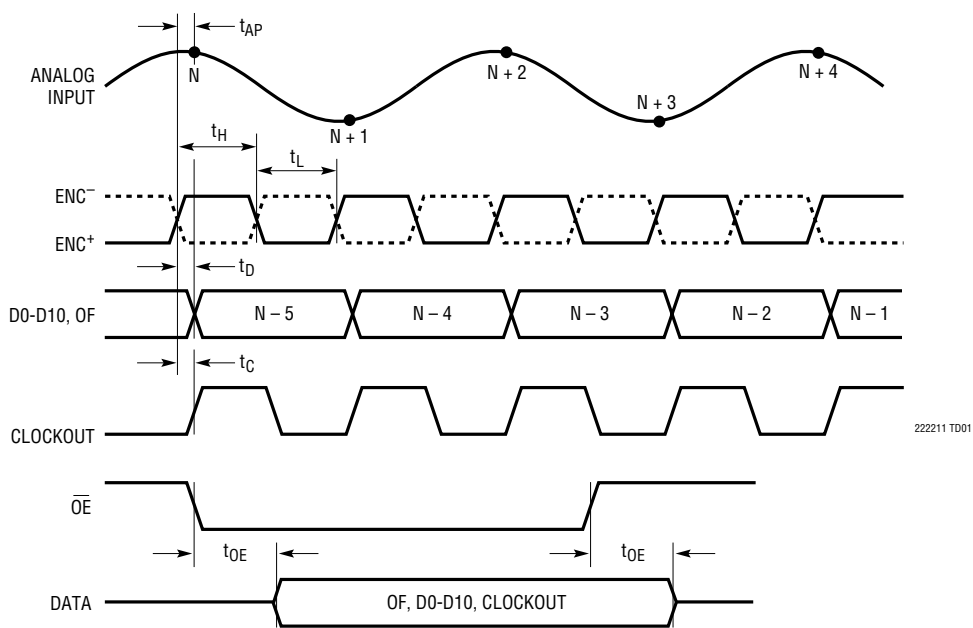 tAP
ANALOG
INPUT
N
N + 1
N + 2
N + 3
N + 4
tH
tL
ENC−
ENC+
tD
D0-D10, OF
N – 5
N – 4
N – 3
N – 2
N – 1
tC
CLOCKOUT
222211 TD01
OE
tOE
tOE
DATA
OF, D0-D10, CLOCKOUT